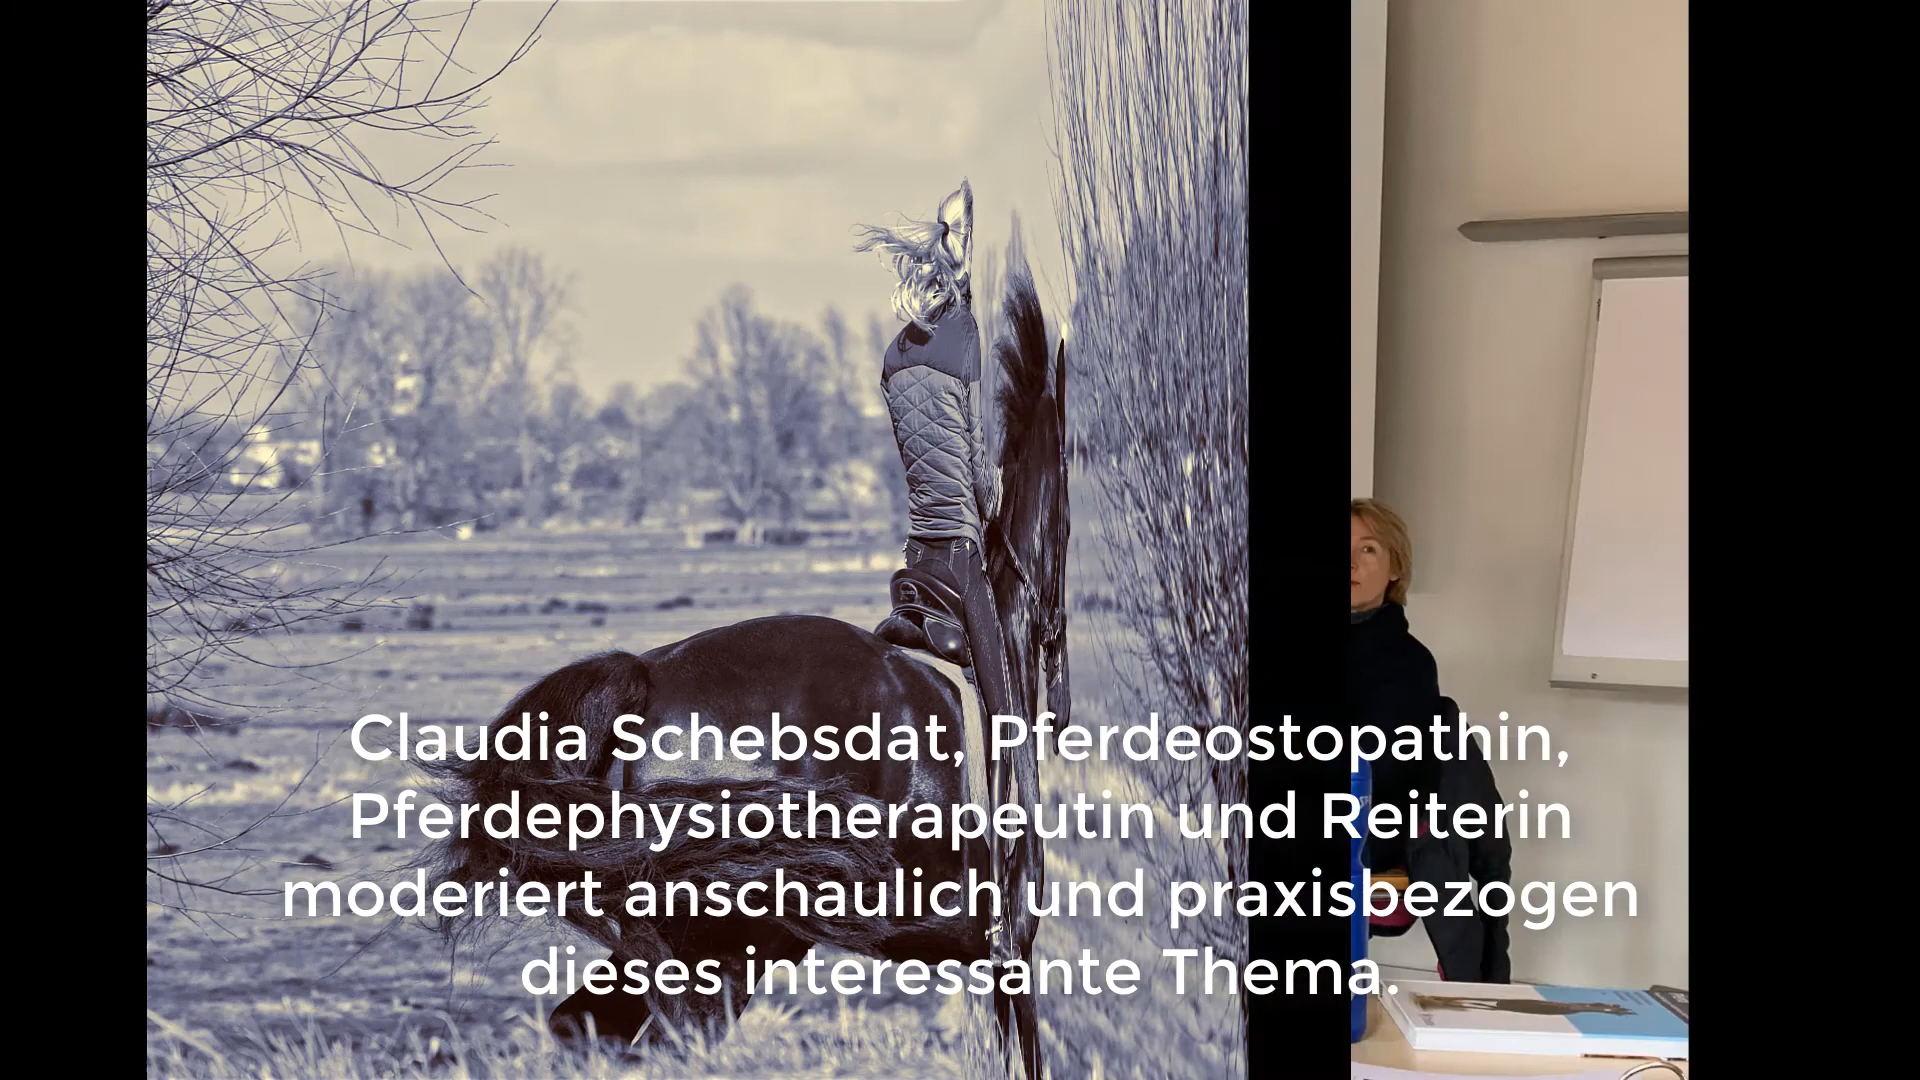 Claudia Schebsdat, Pferdeostopathin,
Pferdephysiotherapeutin und Reiterin
moderiert anschaulich und praxisbezogen
dieses interessante Thema.